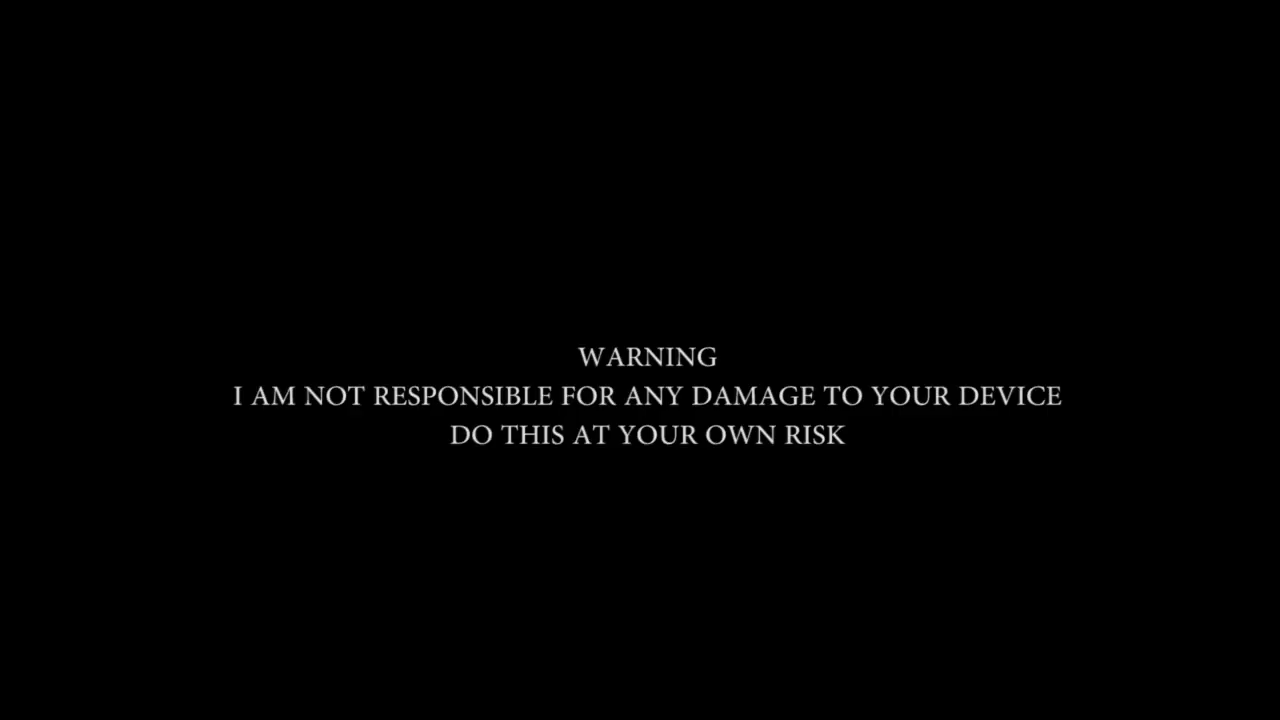 WARNING
I AM NOT RESPONSIBLE FOR ANY DAMAGE TO YOUR DEVICE
DO THIS AT YOUR OWN RISK